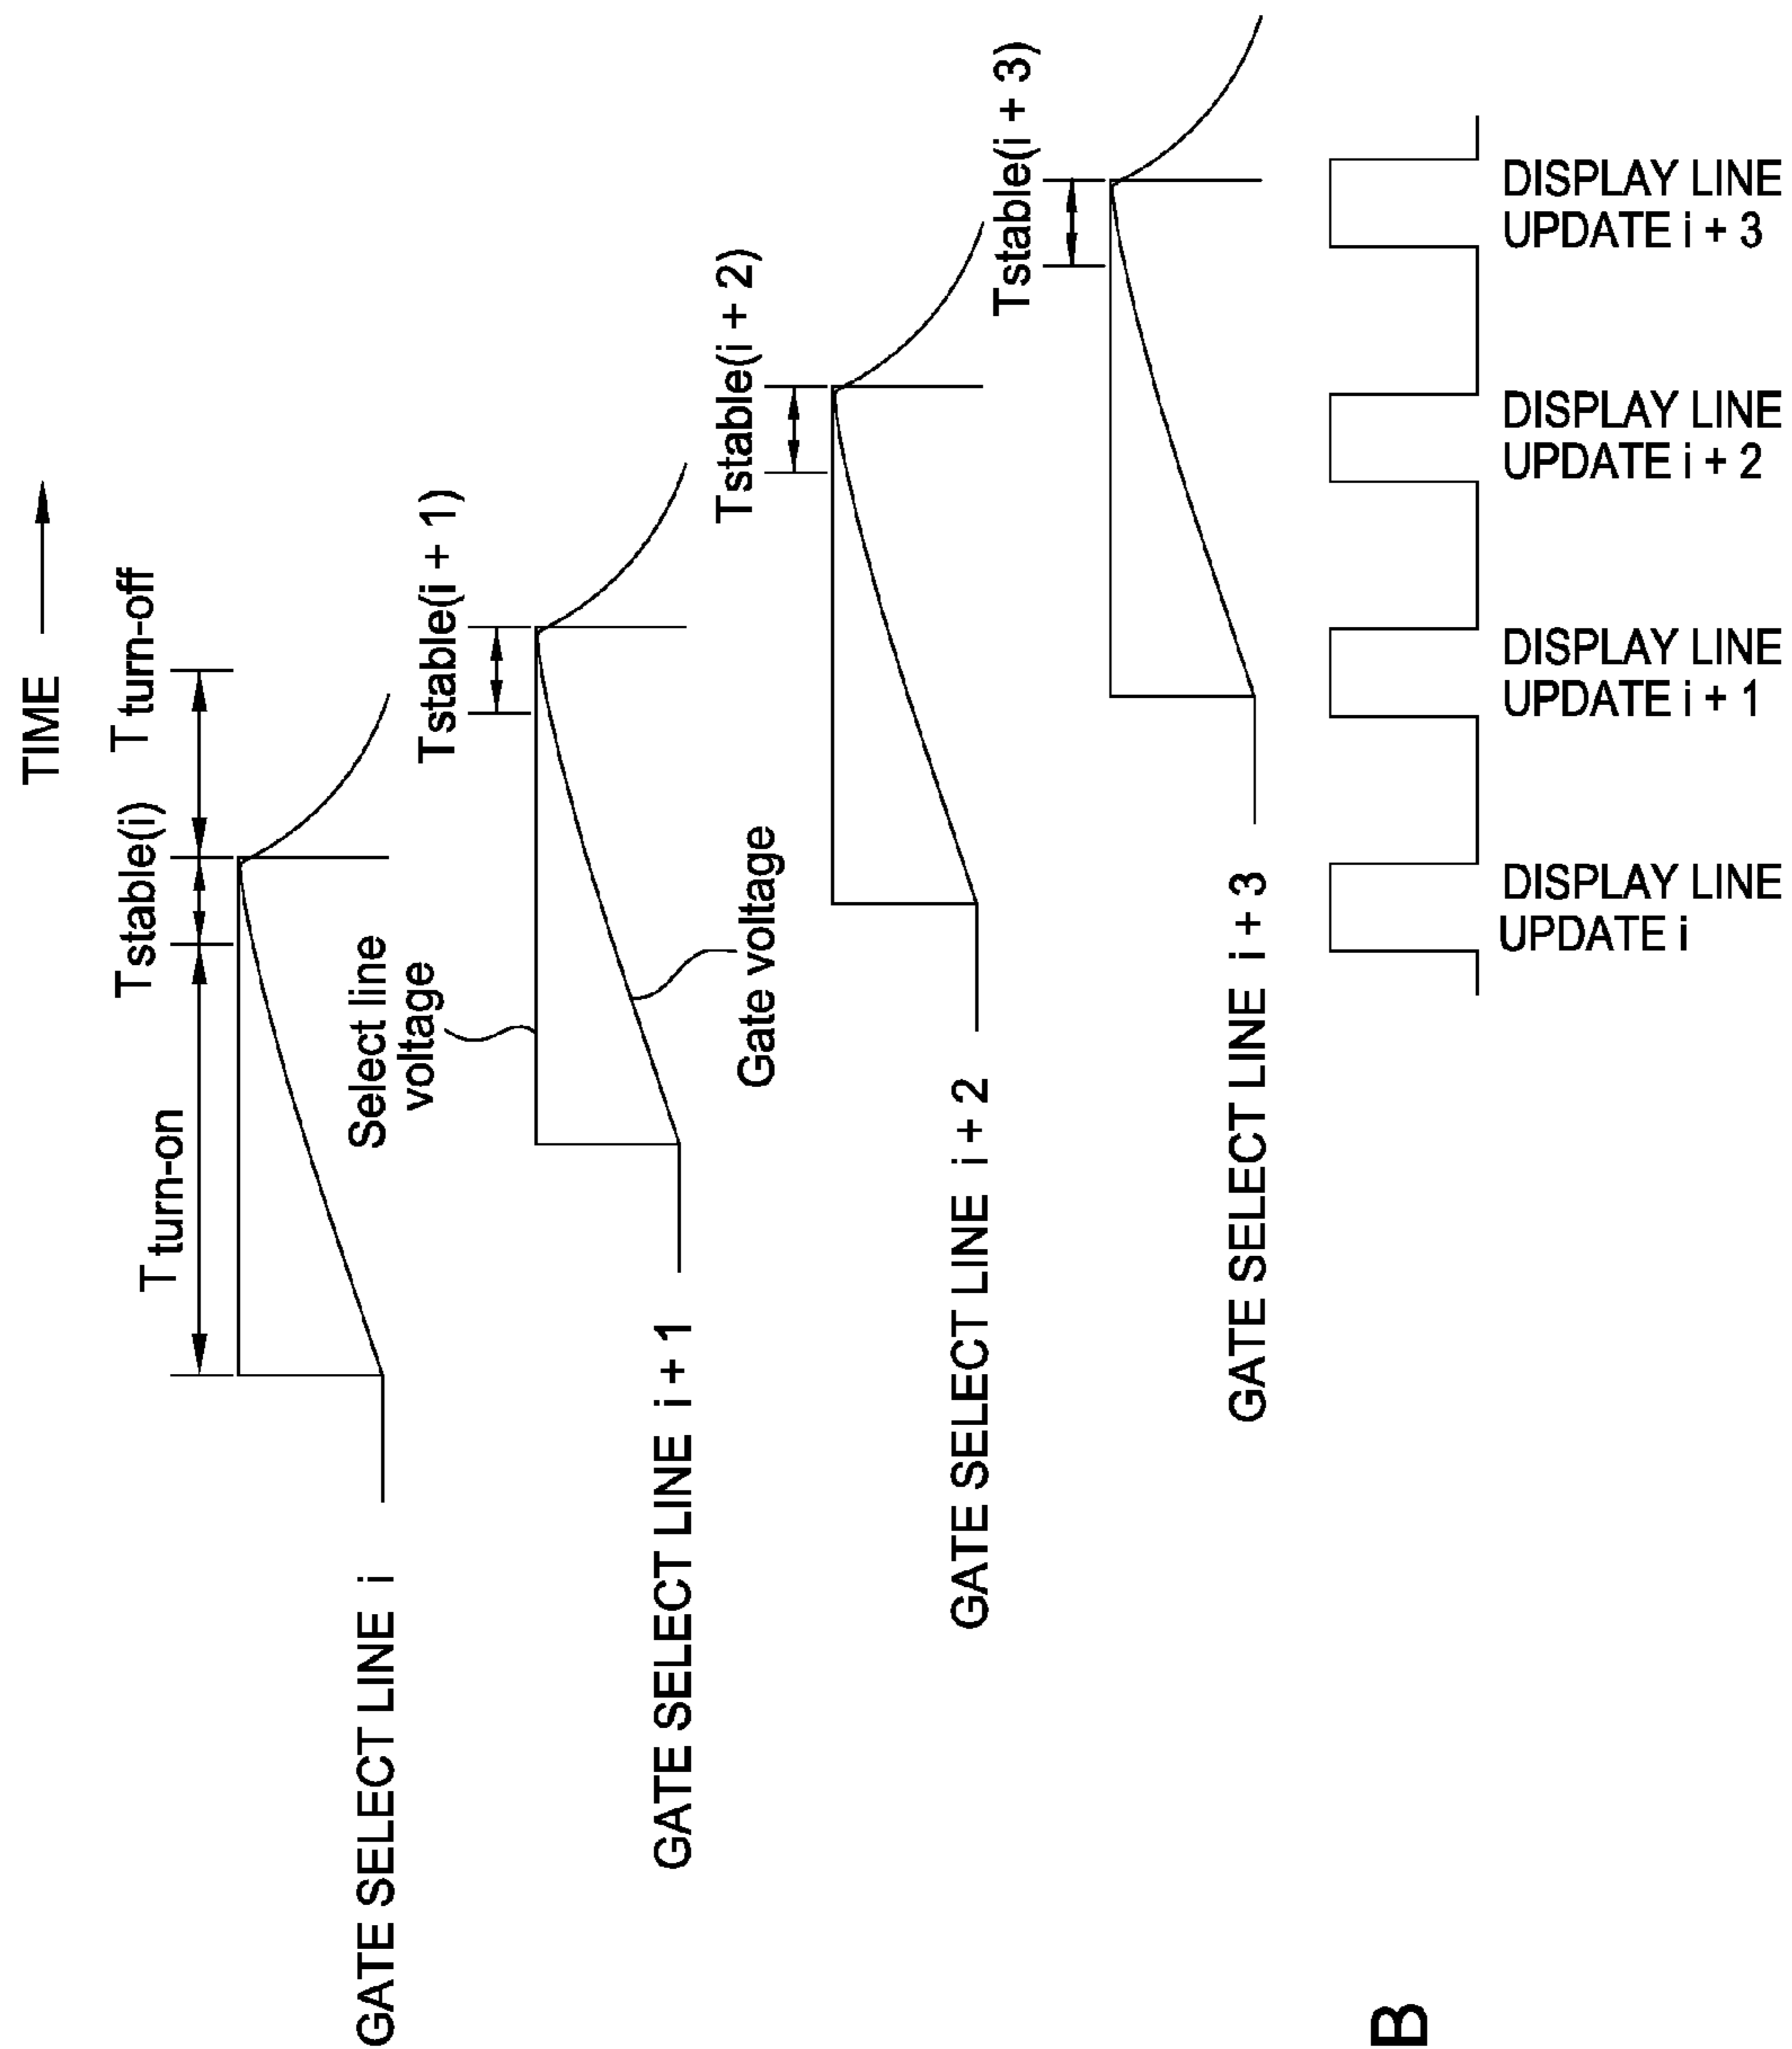 TIME
T turn-on
Tstable(i)
T turn-off
GATE SELECT LINE i
Select line
voltage
Tstable(i + 1)
GATE SELECT LINE i + 1
Gate voltage
Tstable(i + 2)
GATE SELECT LINE i + 2
Tstable(i + 3)
GATE SELECT LINE i + 3
B
DISPLAY LINE
UPDATE i
DISPLAY LINE
UPDATE i + 1
DISPLAY LINE
UPDATE i + 2
DISPLAY LINE
UPDATE i + 3